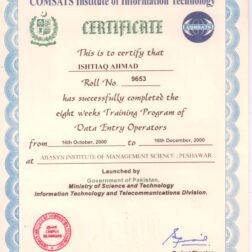 COMSATS Institute of Information Technology
COMSATS
CERTIFICATE
This is to certify that
ISHTIAQ AHMAD
Roll No. 9653
has successfully completed the
eight weeks Training Program of
Data Entry Operators
from 16th October, 2000 to 16th December, 2000
at ABASYN INSTITUTE OF MANAGEMENT SCIENCE, PESHAWAR
Launched by
Government of Pakistan,
Ministry of Science and Technology
Information Technology and Telecommunications Division.